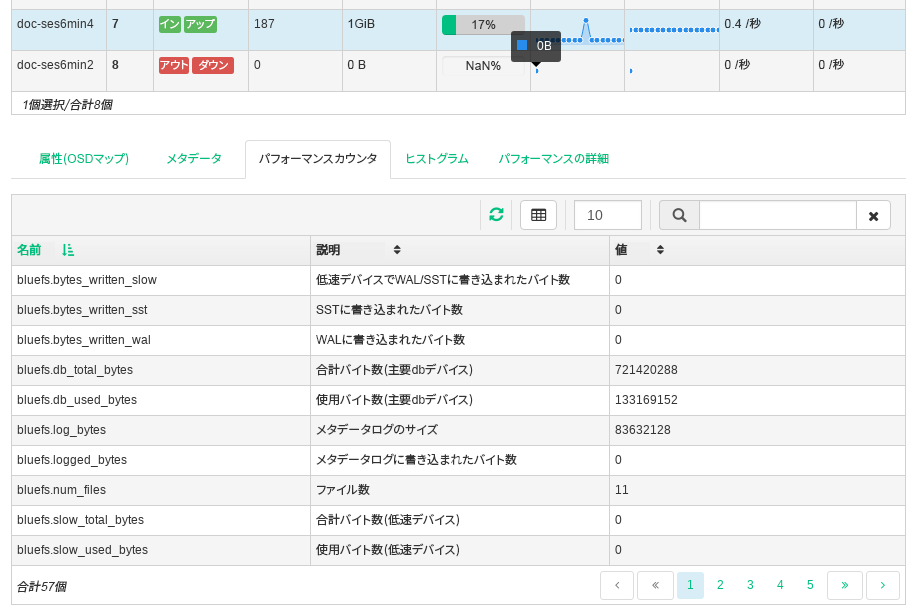 doc-ses6min4 7 イン アップ 187 1GiB 17% 0.4 /秒 0 /秒
0B
doc-ses6min2 8 アウト ダウン 0 0 B NaN% 0 /秒 0 /秒
1個選択/合計8個
属性(OSDマップ) メタデータ パフォーマンスカウンタ ヒストグラム パフォーマンスの詳細
10
名前 説明 値
bluefs.bytes_written_slow 低速デバイスでWAL/SSTに書き込まれたバイト数 0
bluefs.bytes_written_sst SSTに書き込まれたバイト数 0
bluefs.bytes_written_wal WALに書き込まれたバイト数 0
bluefs.db_total_bytes 合計バイト数(主要dbデバイス) 721420288
bluefs.db_used_bytes 使用バイト数(主要dbデバイス) 133169152
bluefs.log_bytes メタデータログのサイズ 83632128
bluefs.logged_bytes メタデータログに書き込まれたバイト数 0
bluefs.num_files ファイル数 11
bluefs.slow_total_bytes 合計バイト数(低速デバイス) 0
bluefs.slow_used_bytes 使用バイト数(低速デバイス) 0
合計57個 ‹ « 1 2 3 4 5 » ›